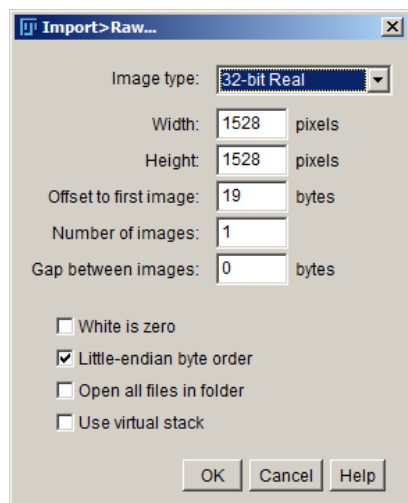 Import>Raw...
Image type: 32-bit Real
Width: 1528 pixels
Height: 1528 pixels
Offset to first image: 19 bytes
Number of images: 1
Gap between images: 0 bytes
White is zero
Little-endian byte order
Open all files in folder
Use virtual stack
OK Cancel Help